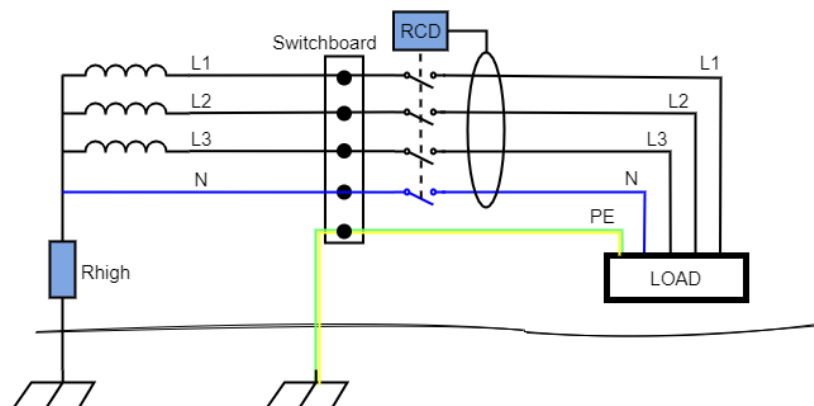 RCD
Switchboard
L1
L1
L2
L2
L3
L3
N
N
PE
Rhigh
LOAD